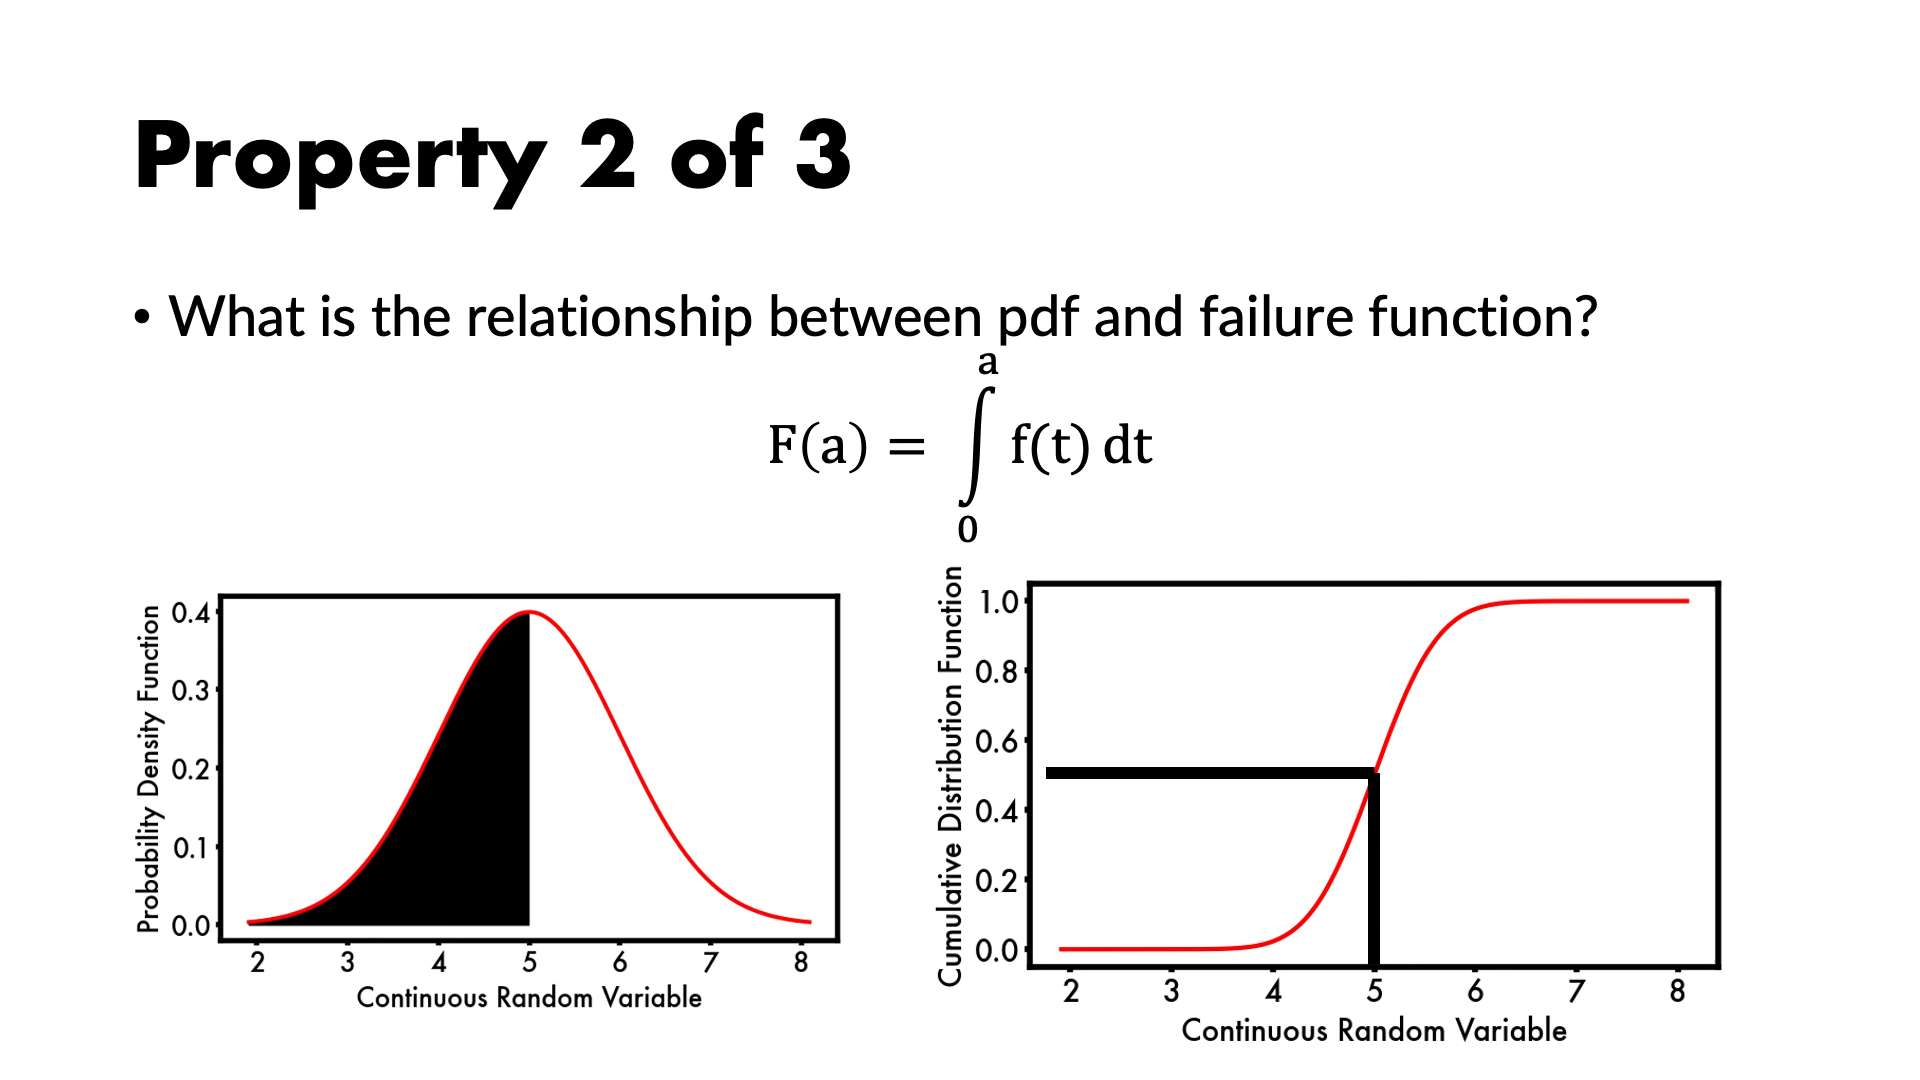 Property 2 of 3
• What is the relationship between pdf and failure function?
a
F(a) = ∫ f(t) dt
0
Probability Density Function
0.4
0.3
0.2
0.1
0.0
2 3 4 5 6 7 8
Continuous Random Variable
Cumulative Distribution Function
1.0
0.8
0.6
0.4
0.2
0.0
2 3 4 5 6 7 8
Continuous Random Variable